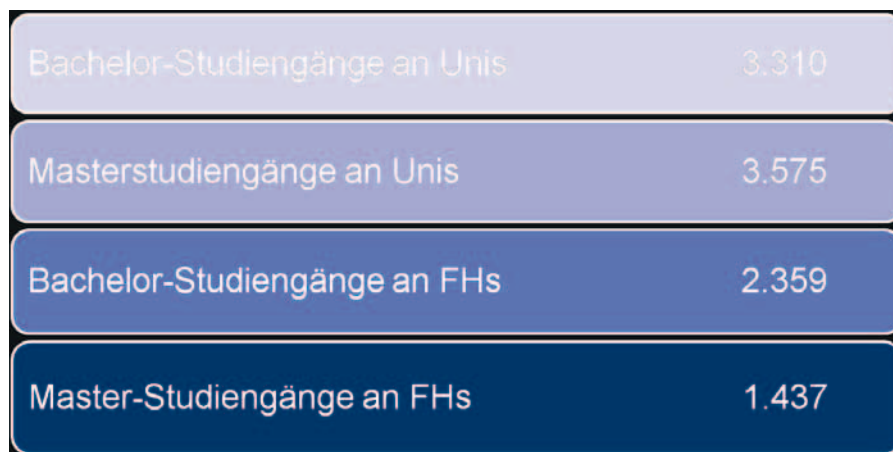 Bachelor-Studiengänge an Unis 3.310
Masterstudiengänge an Unis 3.575
Bachelor-Studiengänge an FHs 2.359
Master-Studiengänge an FHs 1.437